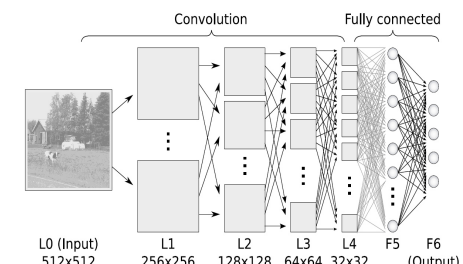 Convolution Fully connected
L0 (Input) L1 L2 L3 L4 F5 F6
512x512 256x256 128x128 64x64 32x32 (Output)